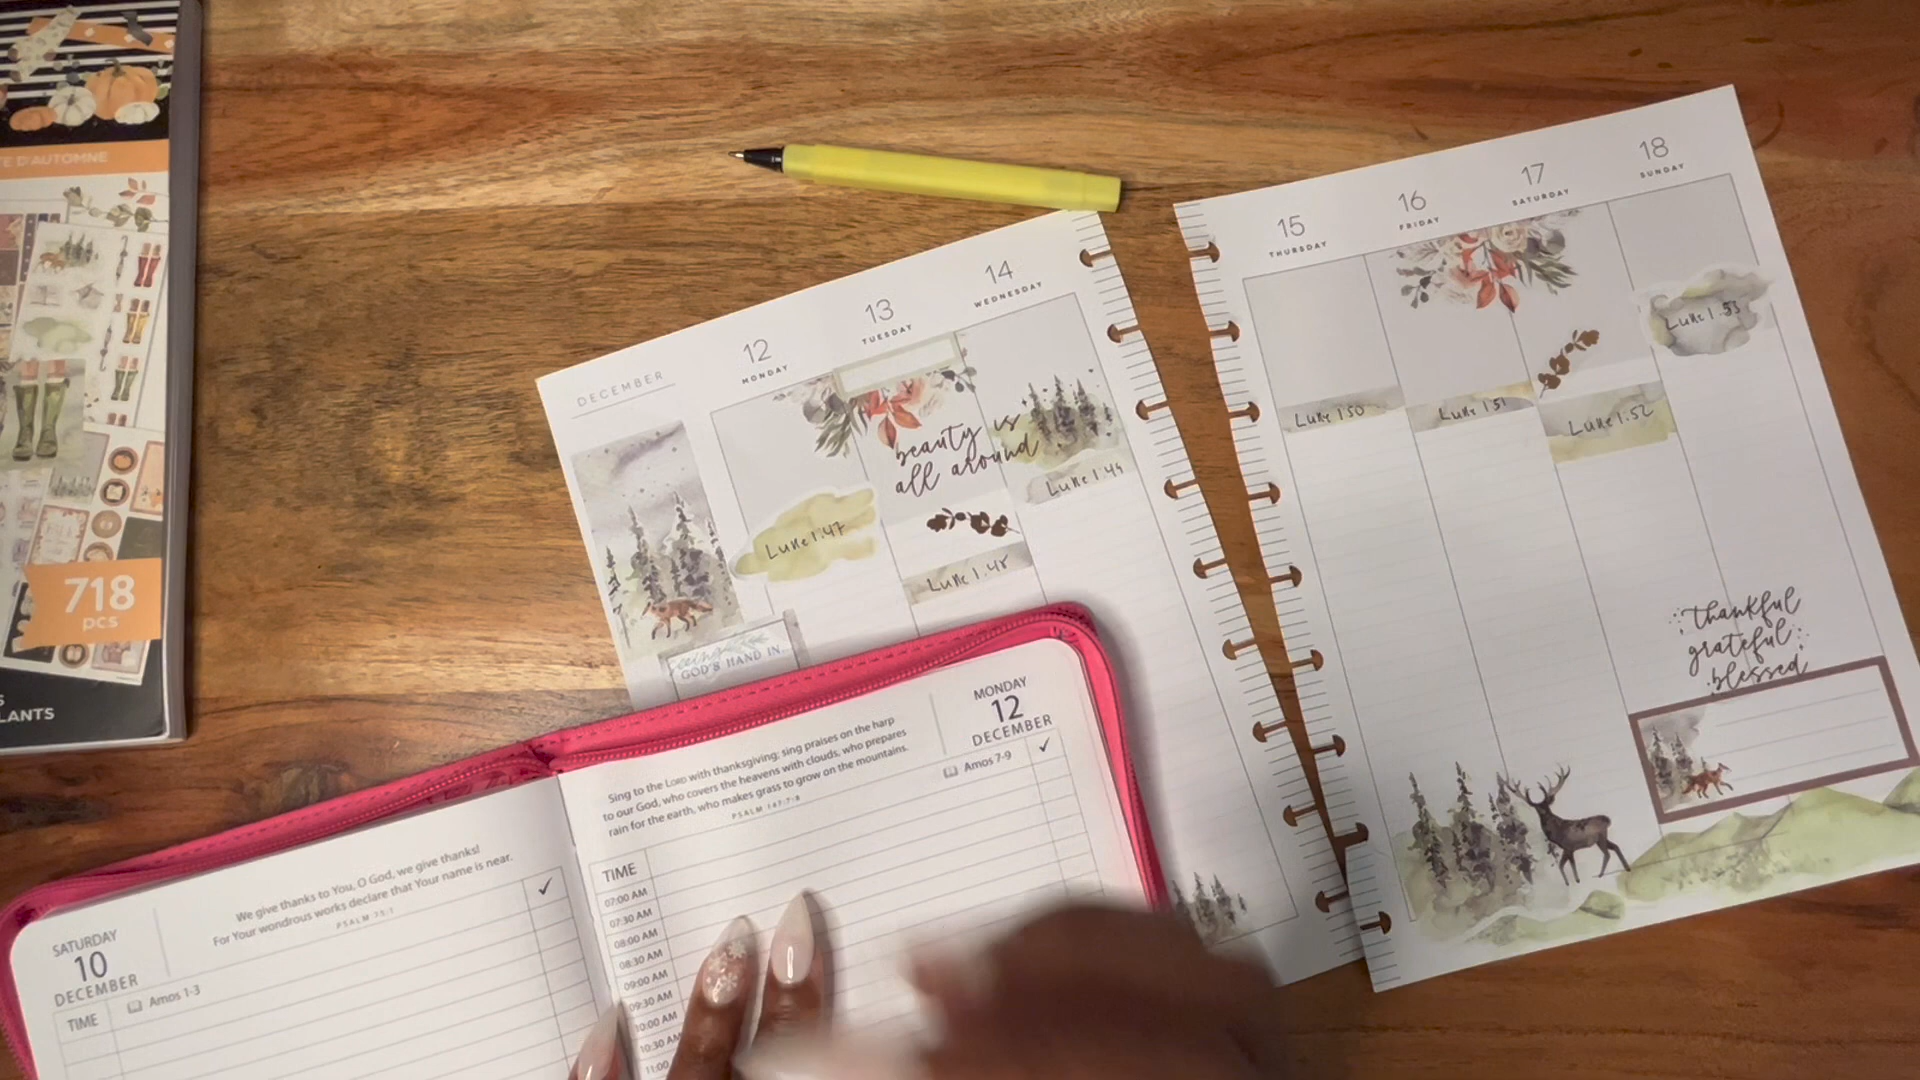 E D'AUTOMNE
718
pcs
LANTS
DECEMBER
12
MONDAY
13
TUESDAY
14
WEDNESDAY
beauty is
all around
Luke 1.47
Luke 1.48
GOD'S HAND IN...
15
THURSDAY
16
FRIDAY
17
SATURDAY
18
SUNDAY
Luke 1 50
Luke 1 51
Luke 1.52
Luke 1.53
thankful
grateful
blessed
SATURDAY
10
DECEMBER
We give thanks to You, O God, we give thanks!
For Your wondrous works declare that Your name is near.
PSALM 75:1
✓
Amos 1-3
TIME
Sing to the LORD with thanksgiving; sing praises on the harp
to our God, who covers the heavens with clouds, who prepares
rain for the earth, who makes grass to grow on the mountains.
PSALM 147:7-8
MONDAY
12
DECEMBER
✓
Amos 7-9
TIME
07:00 AM
07:30 AM
08:00 AM
08:30 AM
09:00 AM
09:30 AM
10:00 AM
10:30 AM
11:00